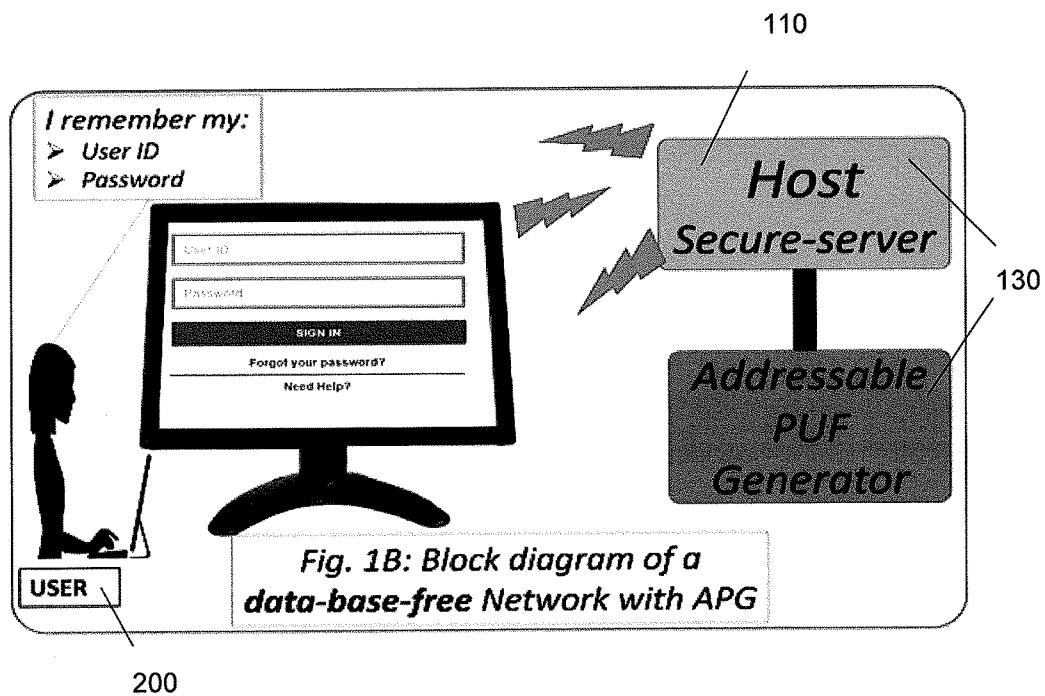 110
I remember my:
➤ User ID
➤ Password
User ID
Password
SIGN IN
Forgot your password?
Need Help?
Host
Secure-server
130
Addressable
PUF
Generator
USER
Fig. 1B: Block diagram of a
data-base-free Network with APG
200